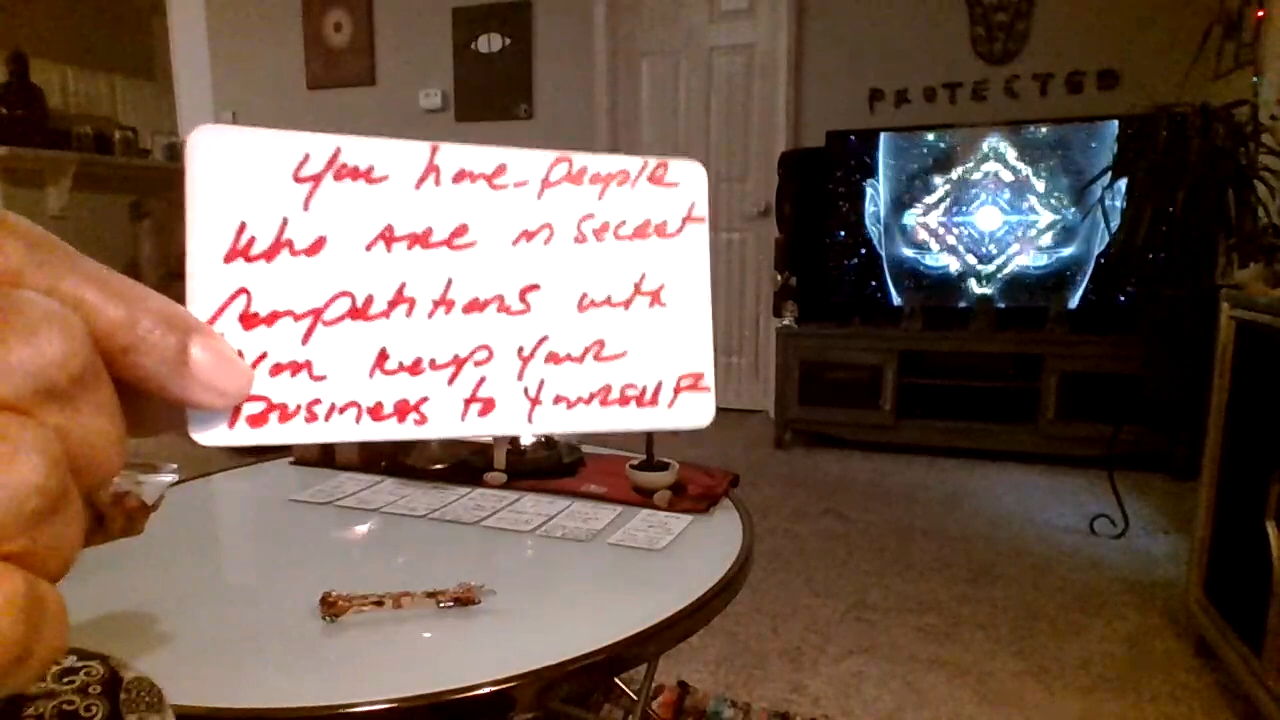 PROTECTED
You have people
Who ARE in Secret
Competitions with
You keep your
Business to YOURSELF